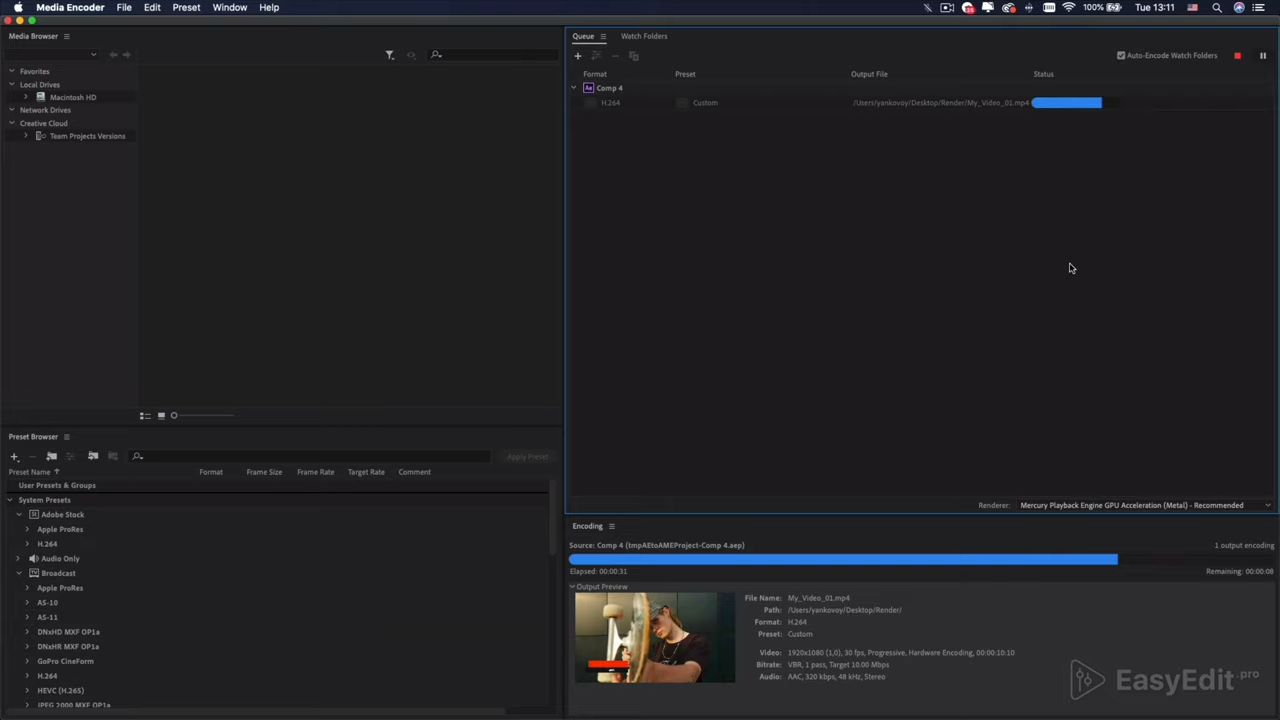 Media Encoder File Edit Preset Window Help 100% Tue 13:11
Media Browser
Favorites
Local Drives
Macintosh HD
Network Drives
Creative Cloud
Team Projects Versions
Queue Watch Folders
Auto-Encode Watch Folders
Format Preset Output File Status
Ae Comp 4
H.264 Custom /Users/yankovoy/Desktop/Render/My_Video_01.mp4
Renderer: Mercury Playback Engine GPU Acceleration (Metal) - Recommended
Preset Browser
Apply Preset
Preset Name Format Frame Size Frame Rate Target Rate Comment
User Presets & Groups
System Presets
St Adobe Stock
Apple ProRes
H.264
Audio Only
Broadcast
Apple ProRes
AS-10
AS-11
DNxHD MXF OP1a
DNxHR MXF OP1a
GoPro CineForm
H.264
HEVC (H.265)
JPEG 2000 MXF OP1a
Encoding
Source: Comp 4 (tmpAEtoAMEProject-Comp 4.aep) 1 output encoding
Elapsed: 00:00:31 Remaining: 00:00:08
Output Preview
File Name: My_Video_01.mp4
Path: /Users/yankovoy/Desktop/Render/
Format: H.264
Preset: Custom
Video: 1920x1080 (1,0), 30 fps, Progressive, Hardware Encoding, 00:00:10:10
Bitrate: VBR, 1 pass, Target 10.00 Mbps
Audio: AAC, 320 kbps, 48 kHz, Stereo
EasyEdit.pro